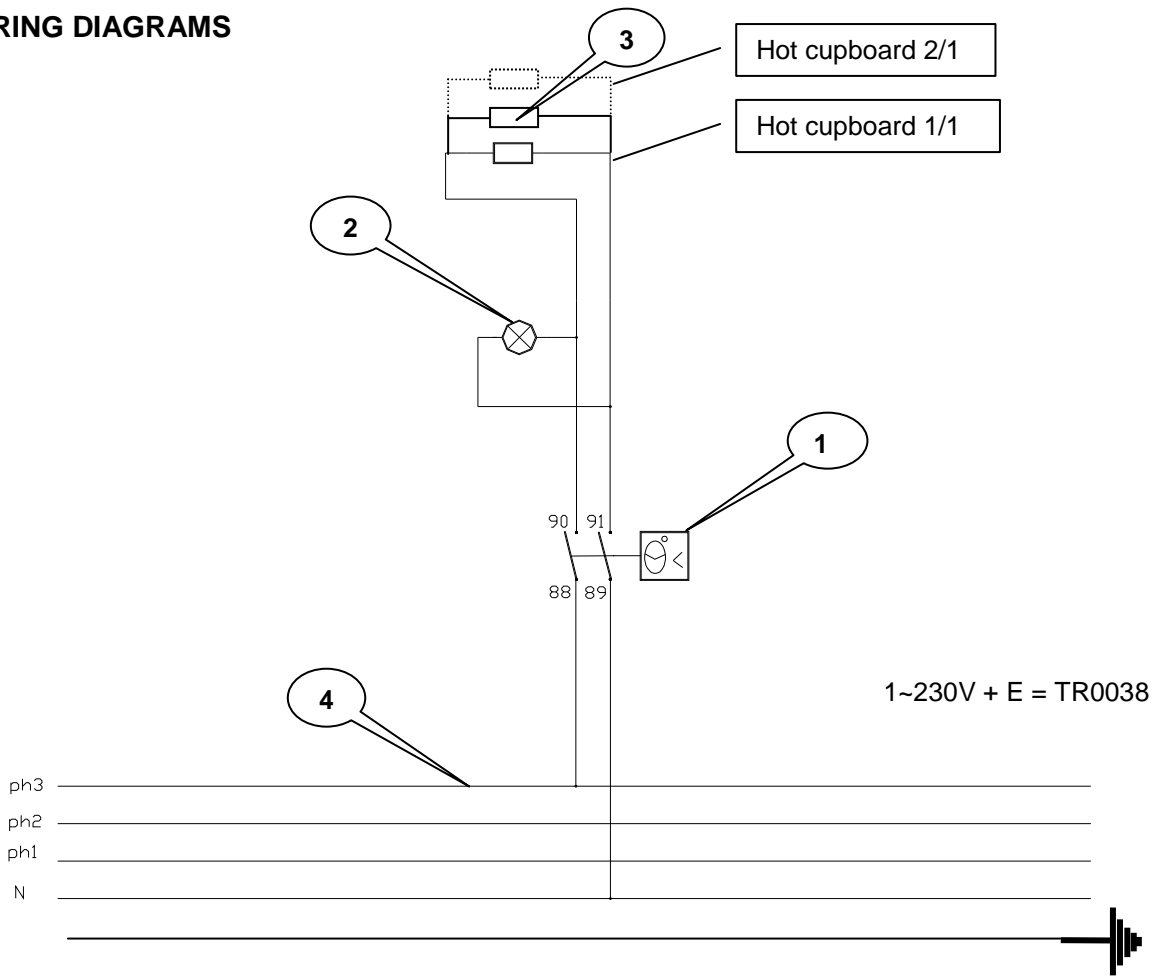 RING DIAGRAMS
3
Hot cupboard 2/1
Hot cupboard 1/1
2
1
90 91
88 89
4
1~230V + E = TR0038
ph3
ph2
ph1
N